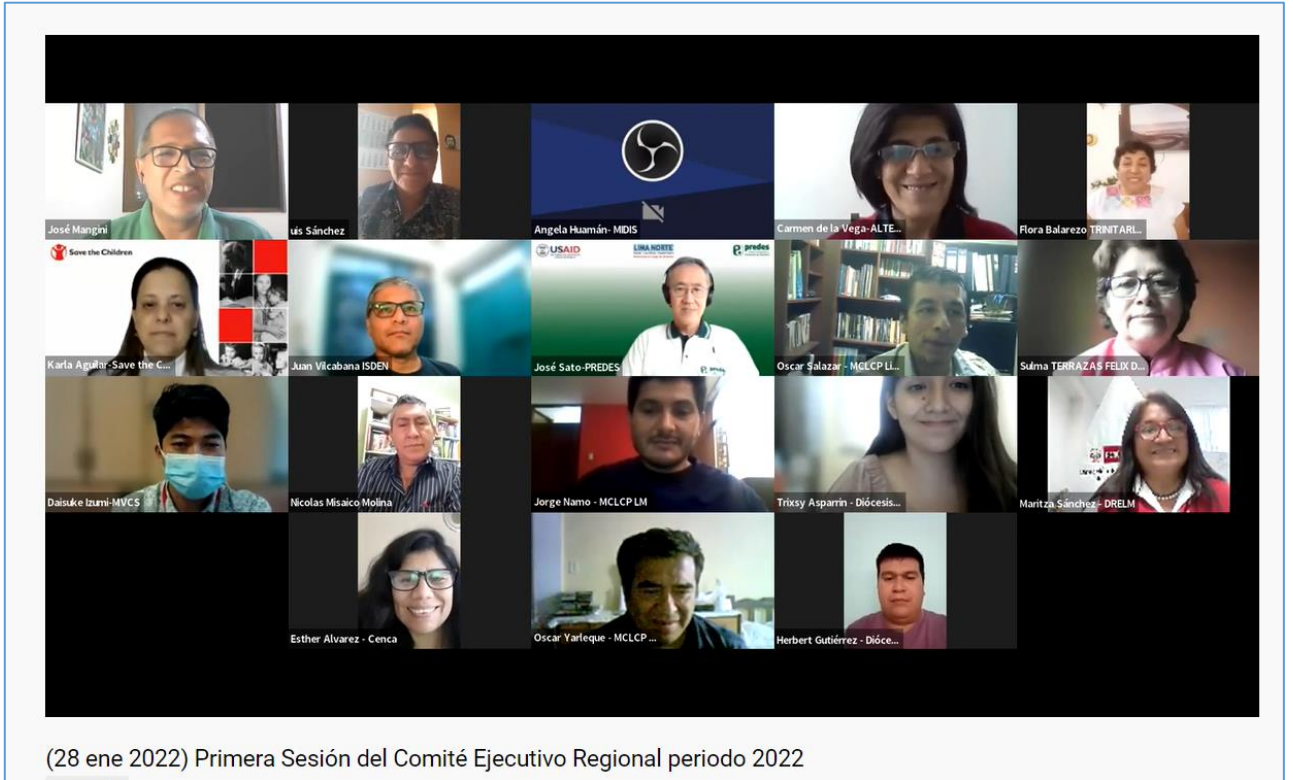 José Mangini
uis Sánchez
Angela Huamán- MIDIS
Carmen de la Vega-ALTE...
Flora Balarezo TRINITARI...
Save the Children
USAID
LIMA NORTE
predes
Karla Aguilar-Save the C...
Juan Vilcabana ISDEN
José Sato-PREDES
Oscar Salazar - MCLCP Li...
Sulma TERRAZAS FELIX D...
Daisuke Izumi-MVCS
Nicolas Misaico Molina
Jorge Namo - MCLCP LM
Trixsy Asparrin - Diócesis...
Maritza Sánchez - DRELM
Esther Alvarez - Cenca
Oscar Yarleque - MCLCP ...
Herbert Gutiérrez - Dióce...
(28 ene 2022) Primera Sesión del Comité Ejecutivo Regional periodo 2022